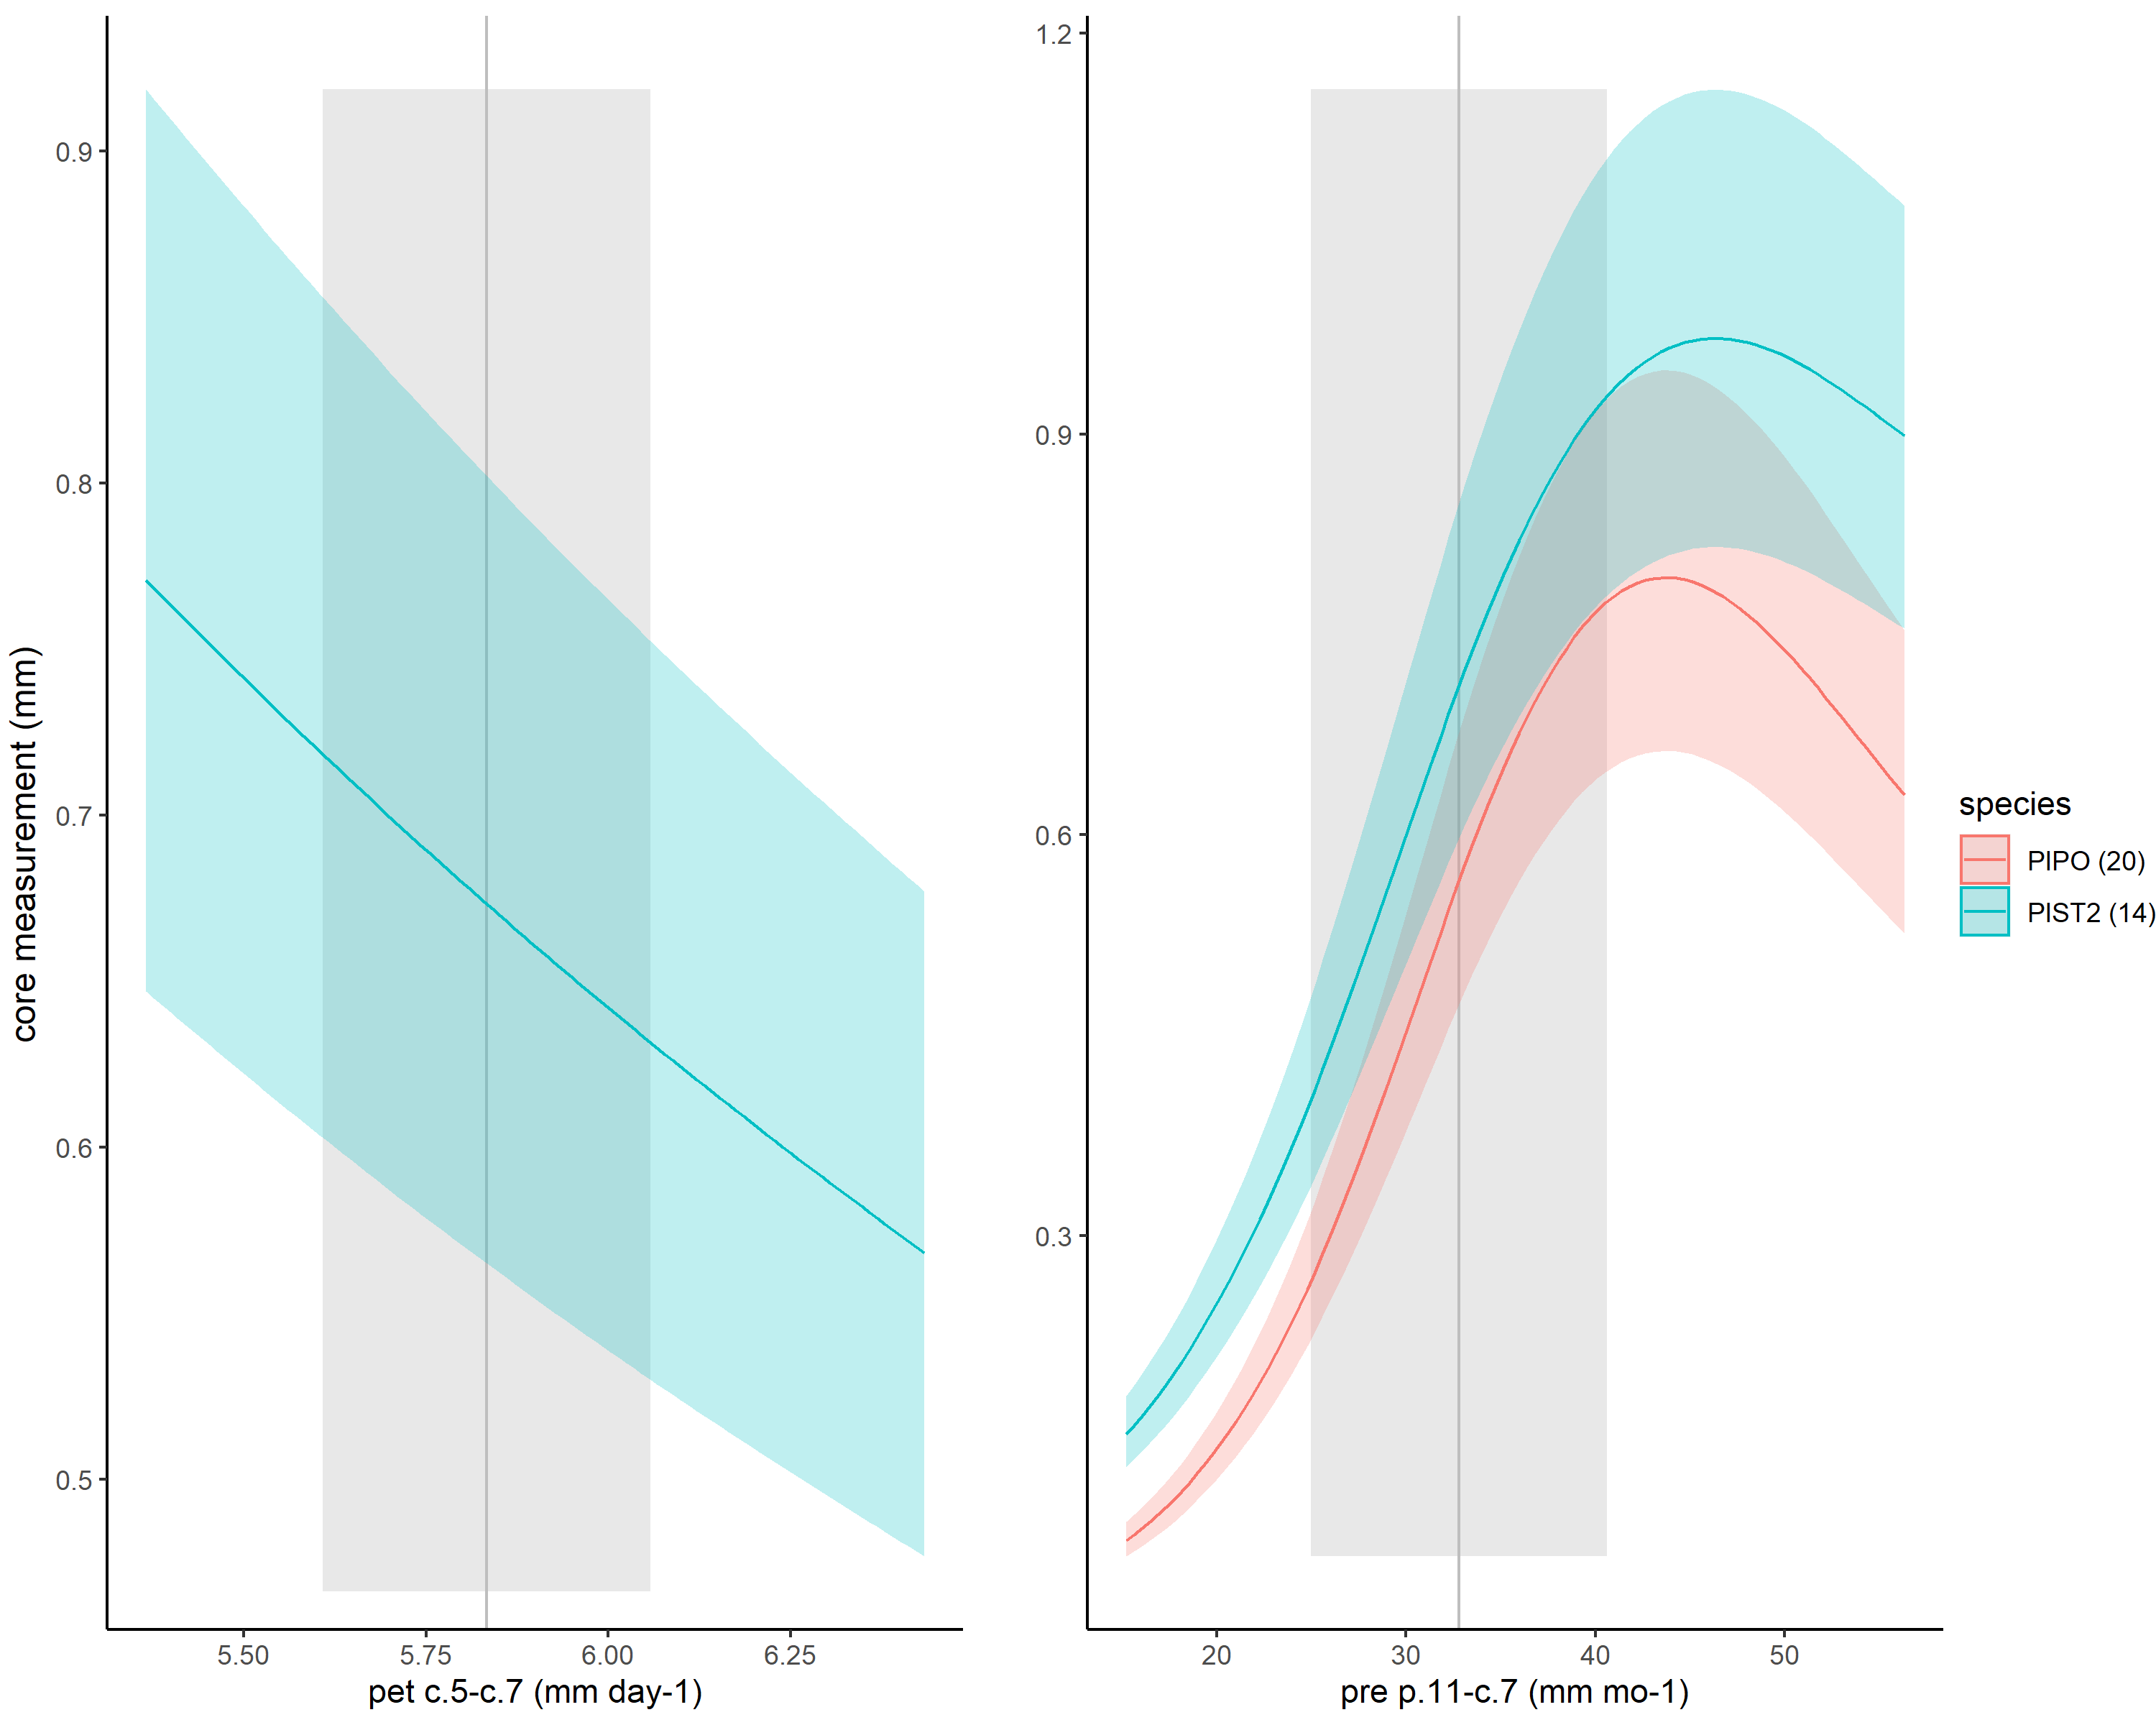 core measurement (mm)
0.9
0.8
0.7
0.6
0.5
5.50
5.75
6.00
6.25
pet c.5-c.7 (mm day-1)
1.2
0.9
0.6
0.3
20
30
40
50
pre p.11-c.7 (mm mo-1)
species
PIPO (20)
PIST2 (14)